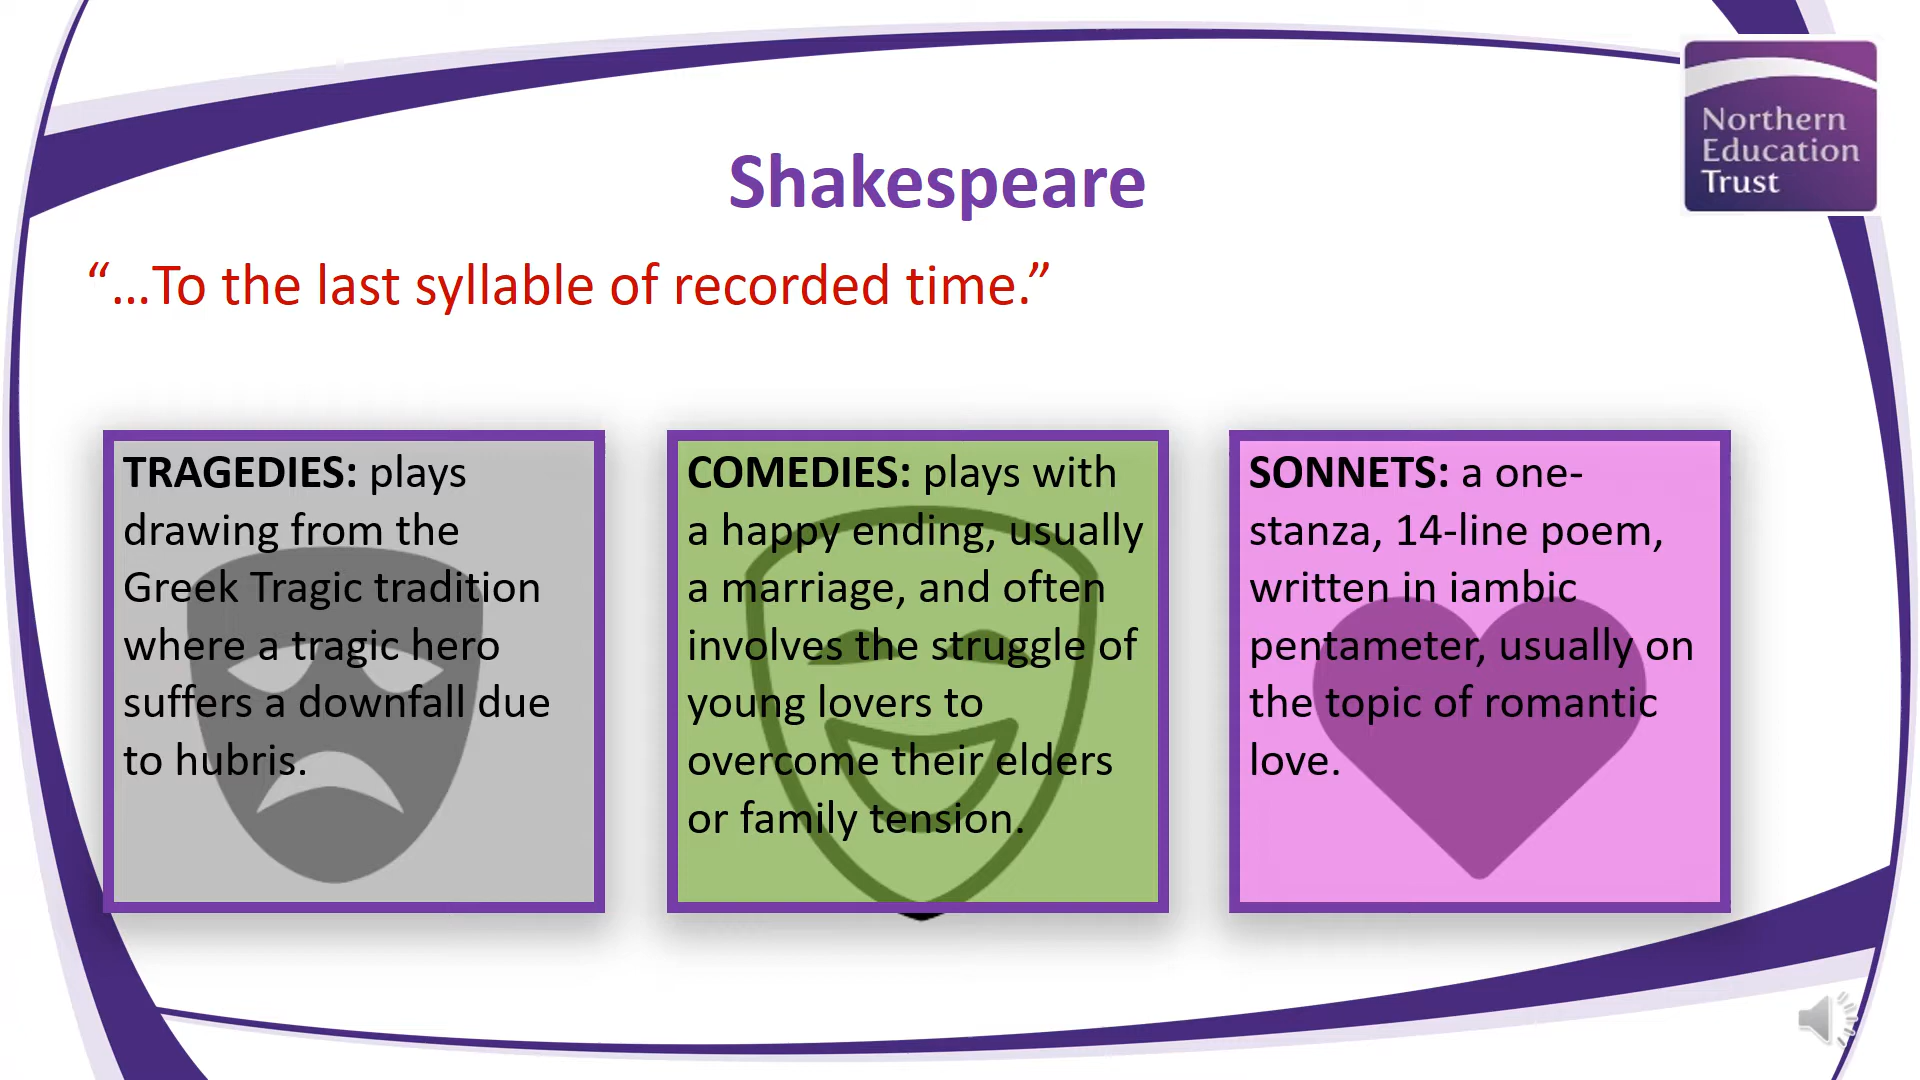 Northern
Education
Trust
Shakespeare
“…To the last syllable of recorded time.”
TRAGEDIES: plays
drawing from the
Greek Tragic tradition
where a tragic hero
suffers a downfall due
to hubris.
COMEDIES: plays with
a happy ending, usually
a marriage, and often
involves the struggle of
young lovers to
overcome their elders
or family tension.
SONNETS: a one-
stanza, 14-line poem,
written in iambic
pentameter, usually on
the topic of romantic
love.